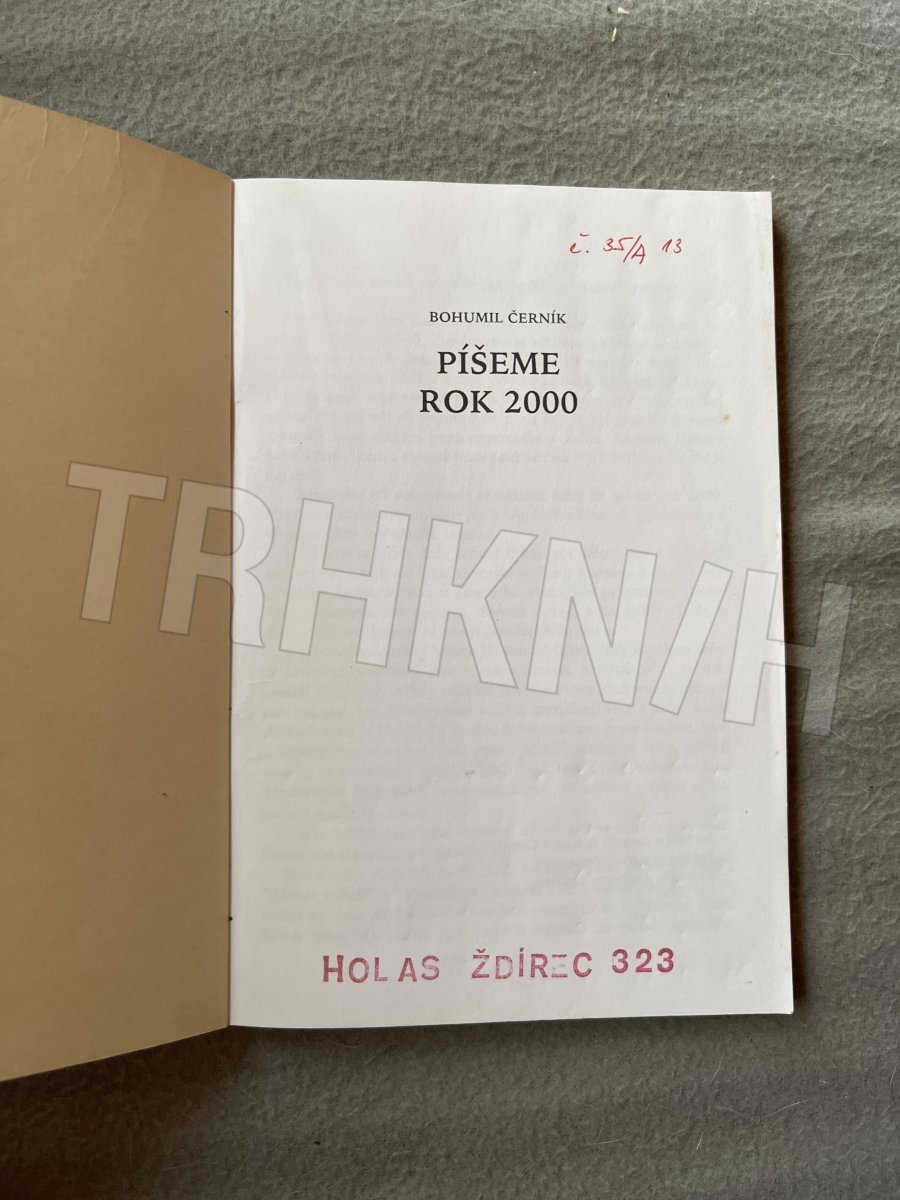 č. 35/A 13
BOHUMIL ČERNÍK
PÍŠEME
ROK 2000
TRHKNIH
HOLAS ŽDÍREC 323